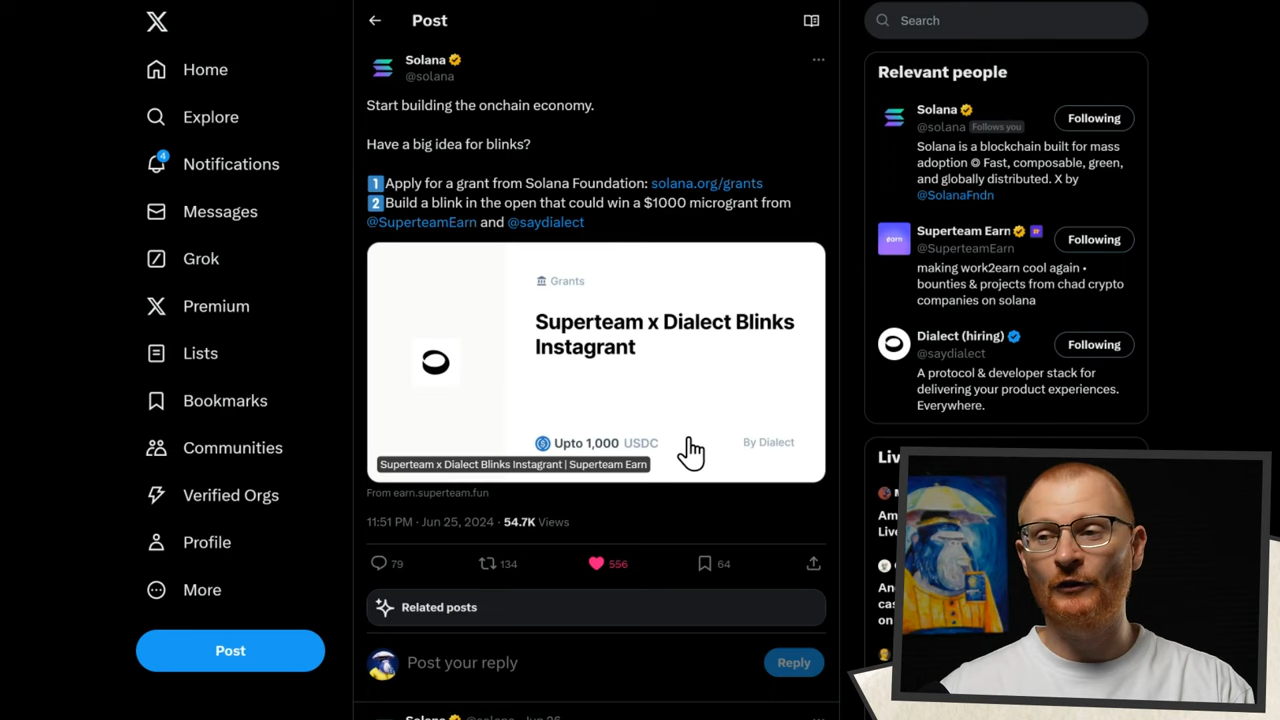 Home
Explore
4
Notifications
Messages
Grok
Premium
Lists
Bookmarks
Communities
Verified Orgs
Profile
More
Post
Post
Solana
@solana
Start building the onchain economy.
Have a big idea for blinks?
1 Apply for a grant from Solana Foundation: solana.org/grants
2 Build a blink in the open that could win a $1000 microgrant from
@SuperteamEarn and @saydialect
Grants
Superteam x Dialect Blinks
Instagrant
Upto 1,000 USDC
By Dialect
Superteam x Dialect Blinks Instagrant | Superteam Earn
From earn.superteam.fun
11:51 PM · Jun 25, 2024 · 54.7K Views
79
134
556
64
Related posts
Post your reply
Reply
Solana @solana · Jun 26
Search
Relevant people
Solana
@solana Follows you
Following
Solana is a blockchain built for mass
adoption ◎ Fast, composable, green,
and globally distributed. X by
@SolanaFndn
Superteam Earn
@SuperteamEarn
Following
earn
making work2earn cool again •
bounties & projects from chad crypto
companies on solana
Dialect (hiring)
@saydialect
Following
A protocol & developer stack for
delivering your product experiences.
Everywhere.